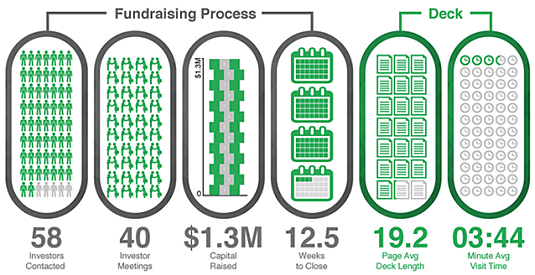 Fundraising Process
Deck
$1.3M
0
58
Investors
Contacted
40
Investor
Meetings
$1.3M
Capital
Raised
12.5
Weeks
to Close
19.2
Page Avg
Deck Length
03:44
Minute Avg
Visit Time